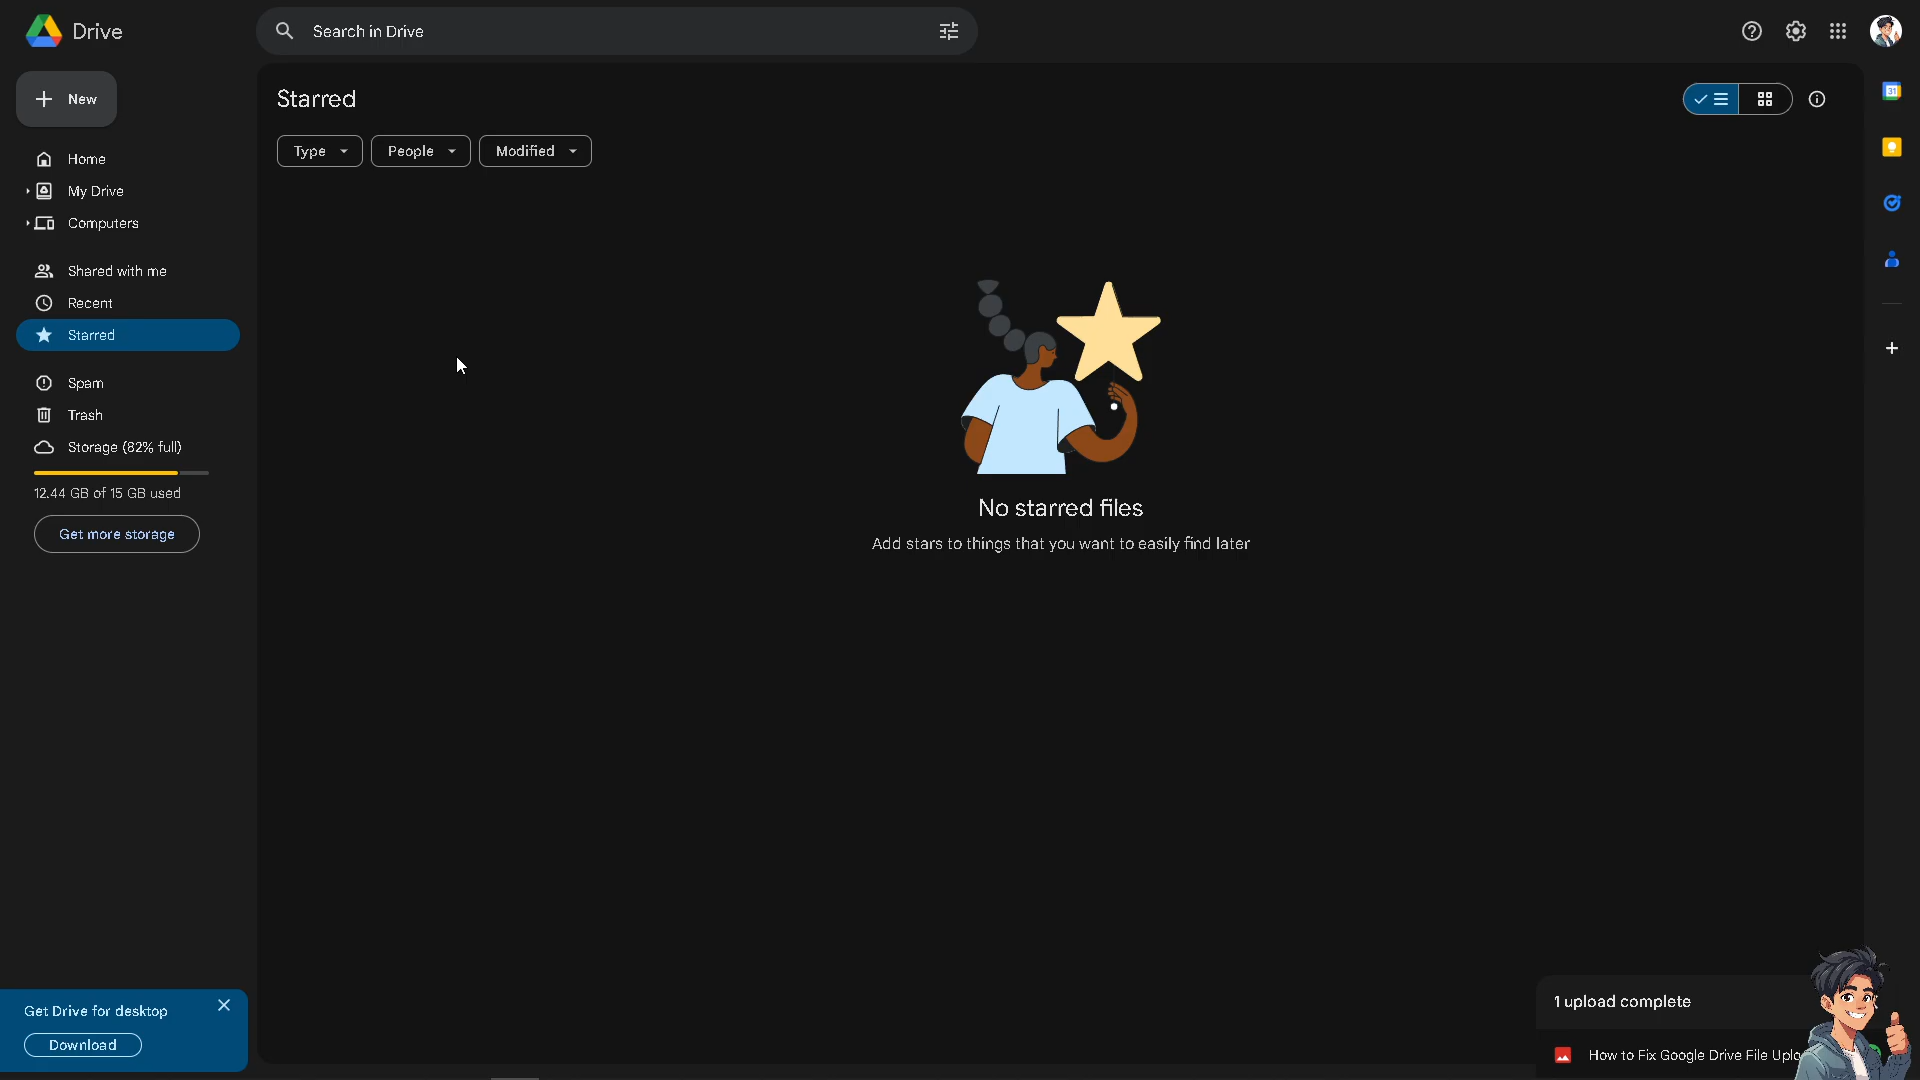 Drive
Search in Drive
New
Starred
Type
People
Modified
Home
My Drive
Computers
Shared with me
Recent
Starred
Spam
Trash
Storage (82% full)
12.44 GB of 15 GB used
Get more storage
31
No starred files
Add stars to things that you want to easily find later
Get Drive for desktop
Download
1 upload complete
How to Fix Google Drive File Uplo